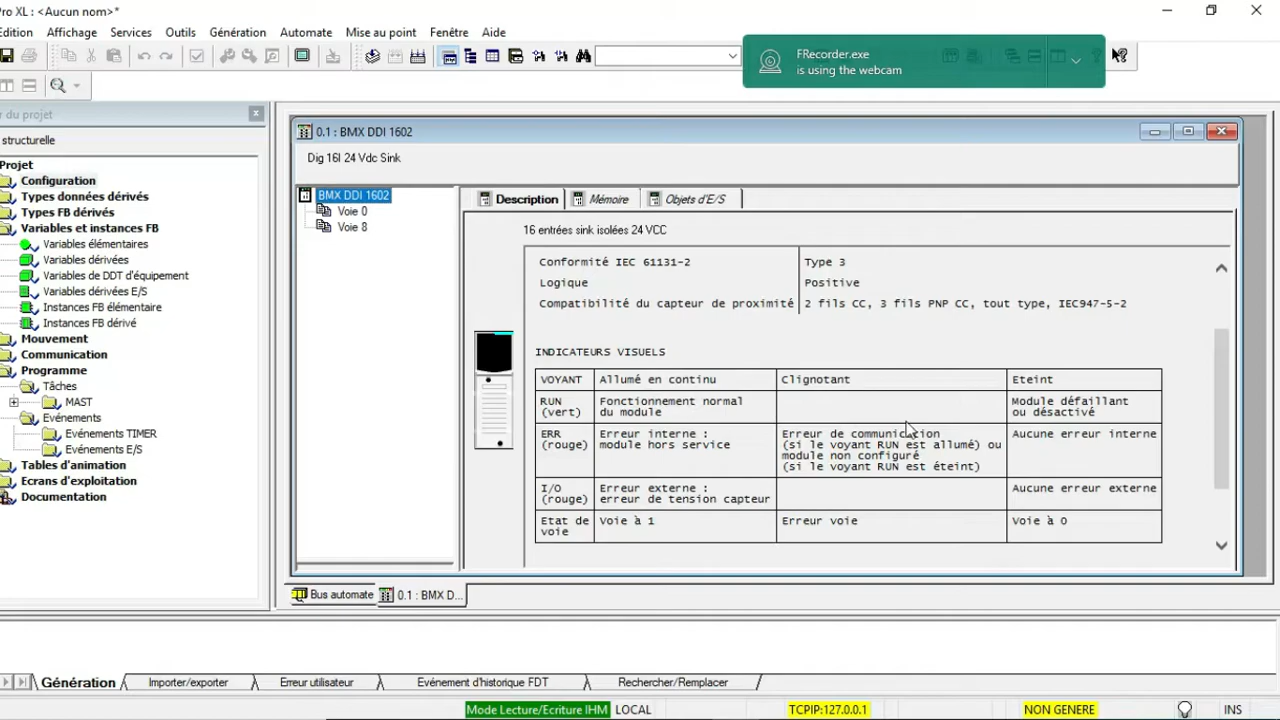 Pro XL : <Aucun nom>*
Edition Affichage Services Outils Génération Automate Mise au point Fenêtre Aide
FRecorder.exe
is using the webcam
r du projet
structurelle
Projet
Configuration
Types données dérivés
Types FB dérivés
Variables et instances FB
Variables élémentaires
Variables dérivées
Variables de DDT d'équipement
Variables dérivées E/S
Instances FB élémentaire
Instances FB dérivé
Mouvement
Communication
Programme
Tâches
MAST
Evénements
Evénements TIMER
Evénements E/S
Tables d'animation
Ecrans d'exploitation
Documentation
0.1 : BMX DDI 1602
Dig 16I 24 Vdc Sink
BMX DDI 1602
Voie 0
Voie 8
Description Mémoire Objets d'E/S
16 entrées sink isolées 24 VCC
Conformité IEC 61131-2 Type 3
Logique Positive
Compatibilité du capteur de proximité 2 fils CC, 3 fils PNP CC, tout type, IEC947-5-2
INDICATEURS VISUELS
VOYANT Allumé en continu Clignotant Eteint
RUN Fonctionnement normal Module défaillant
(vert) du module ou désactivé
ERR Erreur interne : Erreur de communication Aucune erreur interne
(rouge) module hors service (si le voyant RUN est allumé) ou
module non configuré
(si le voyant RUN est éteint)
I/O Erreur externe : Aucune erreur externe
(rouge) erreur de tension capteur
Etat de Voie à 1 Erreur voie Voie à 0
voie
Bus automate 0.1 : BMX D...
Génération Importer/exporter Erreur utilisateur Evénement d'historique FDT Rechercher/Remplacer
Mode Lecture/Ecriture IHM LOCAL TCPIP:127.0.0.1 NON GENERE INS